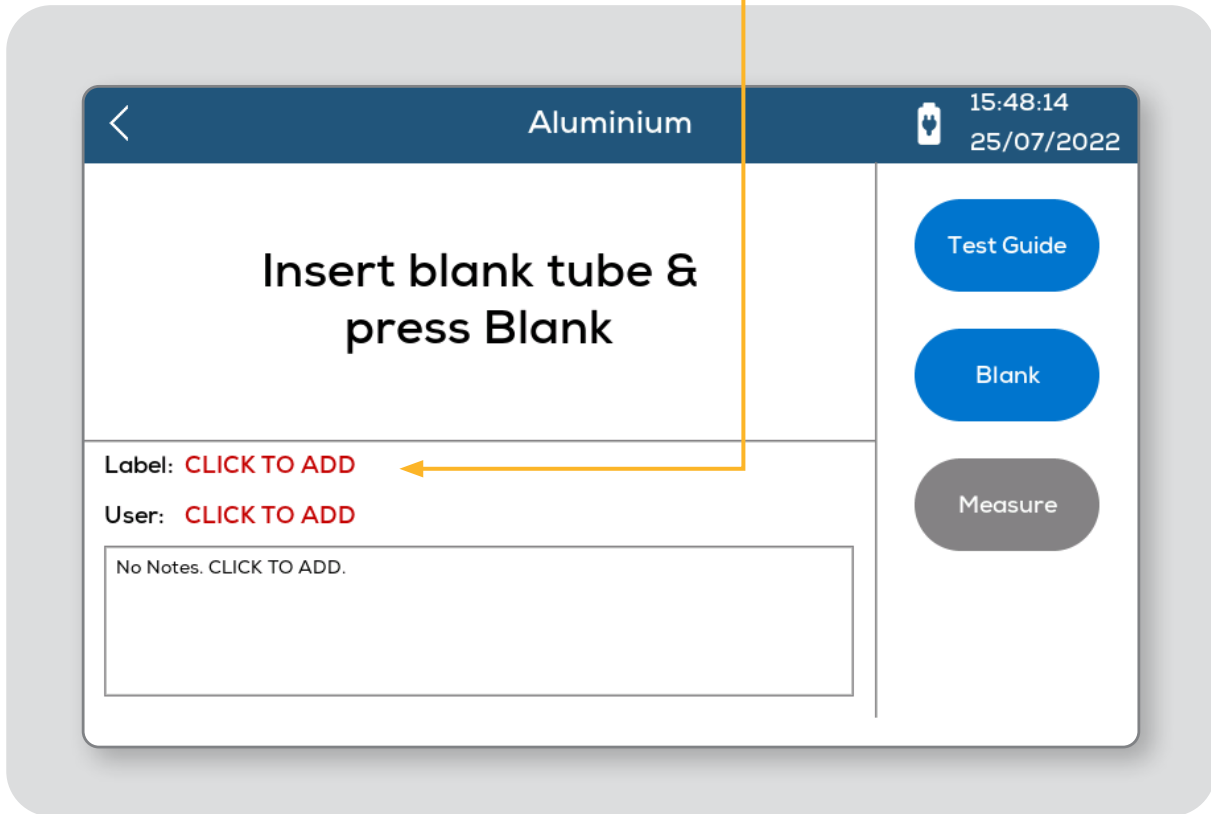 Aluminium
15:48:14
25/07/2022
Insert blank tube &
press Blank
Test Guide
Blank
Measure
Label: CLICK TO ADD
User: CLICK TO ADD
No Notes. CLICK TO ADD.